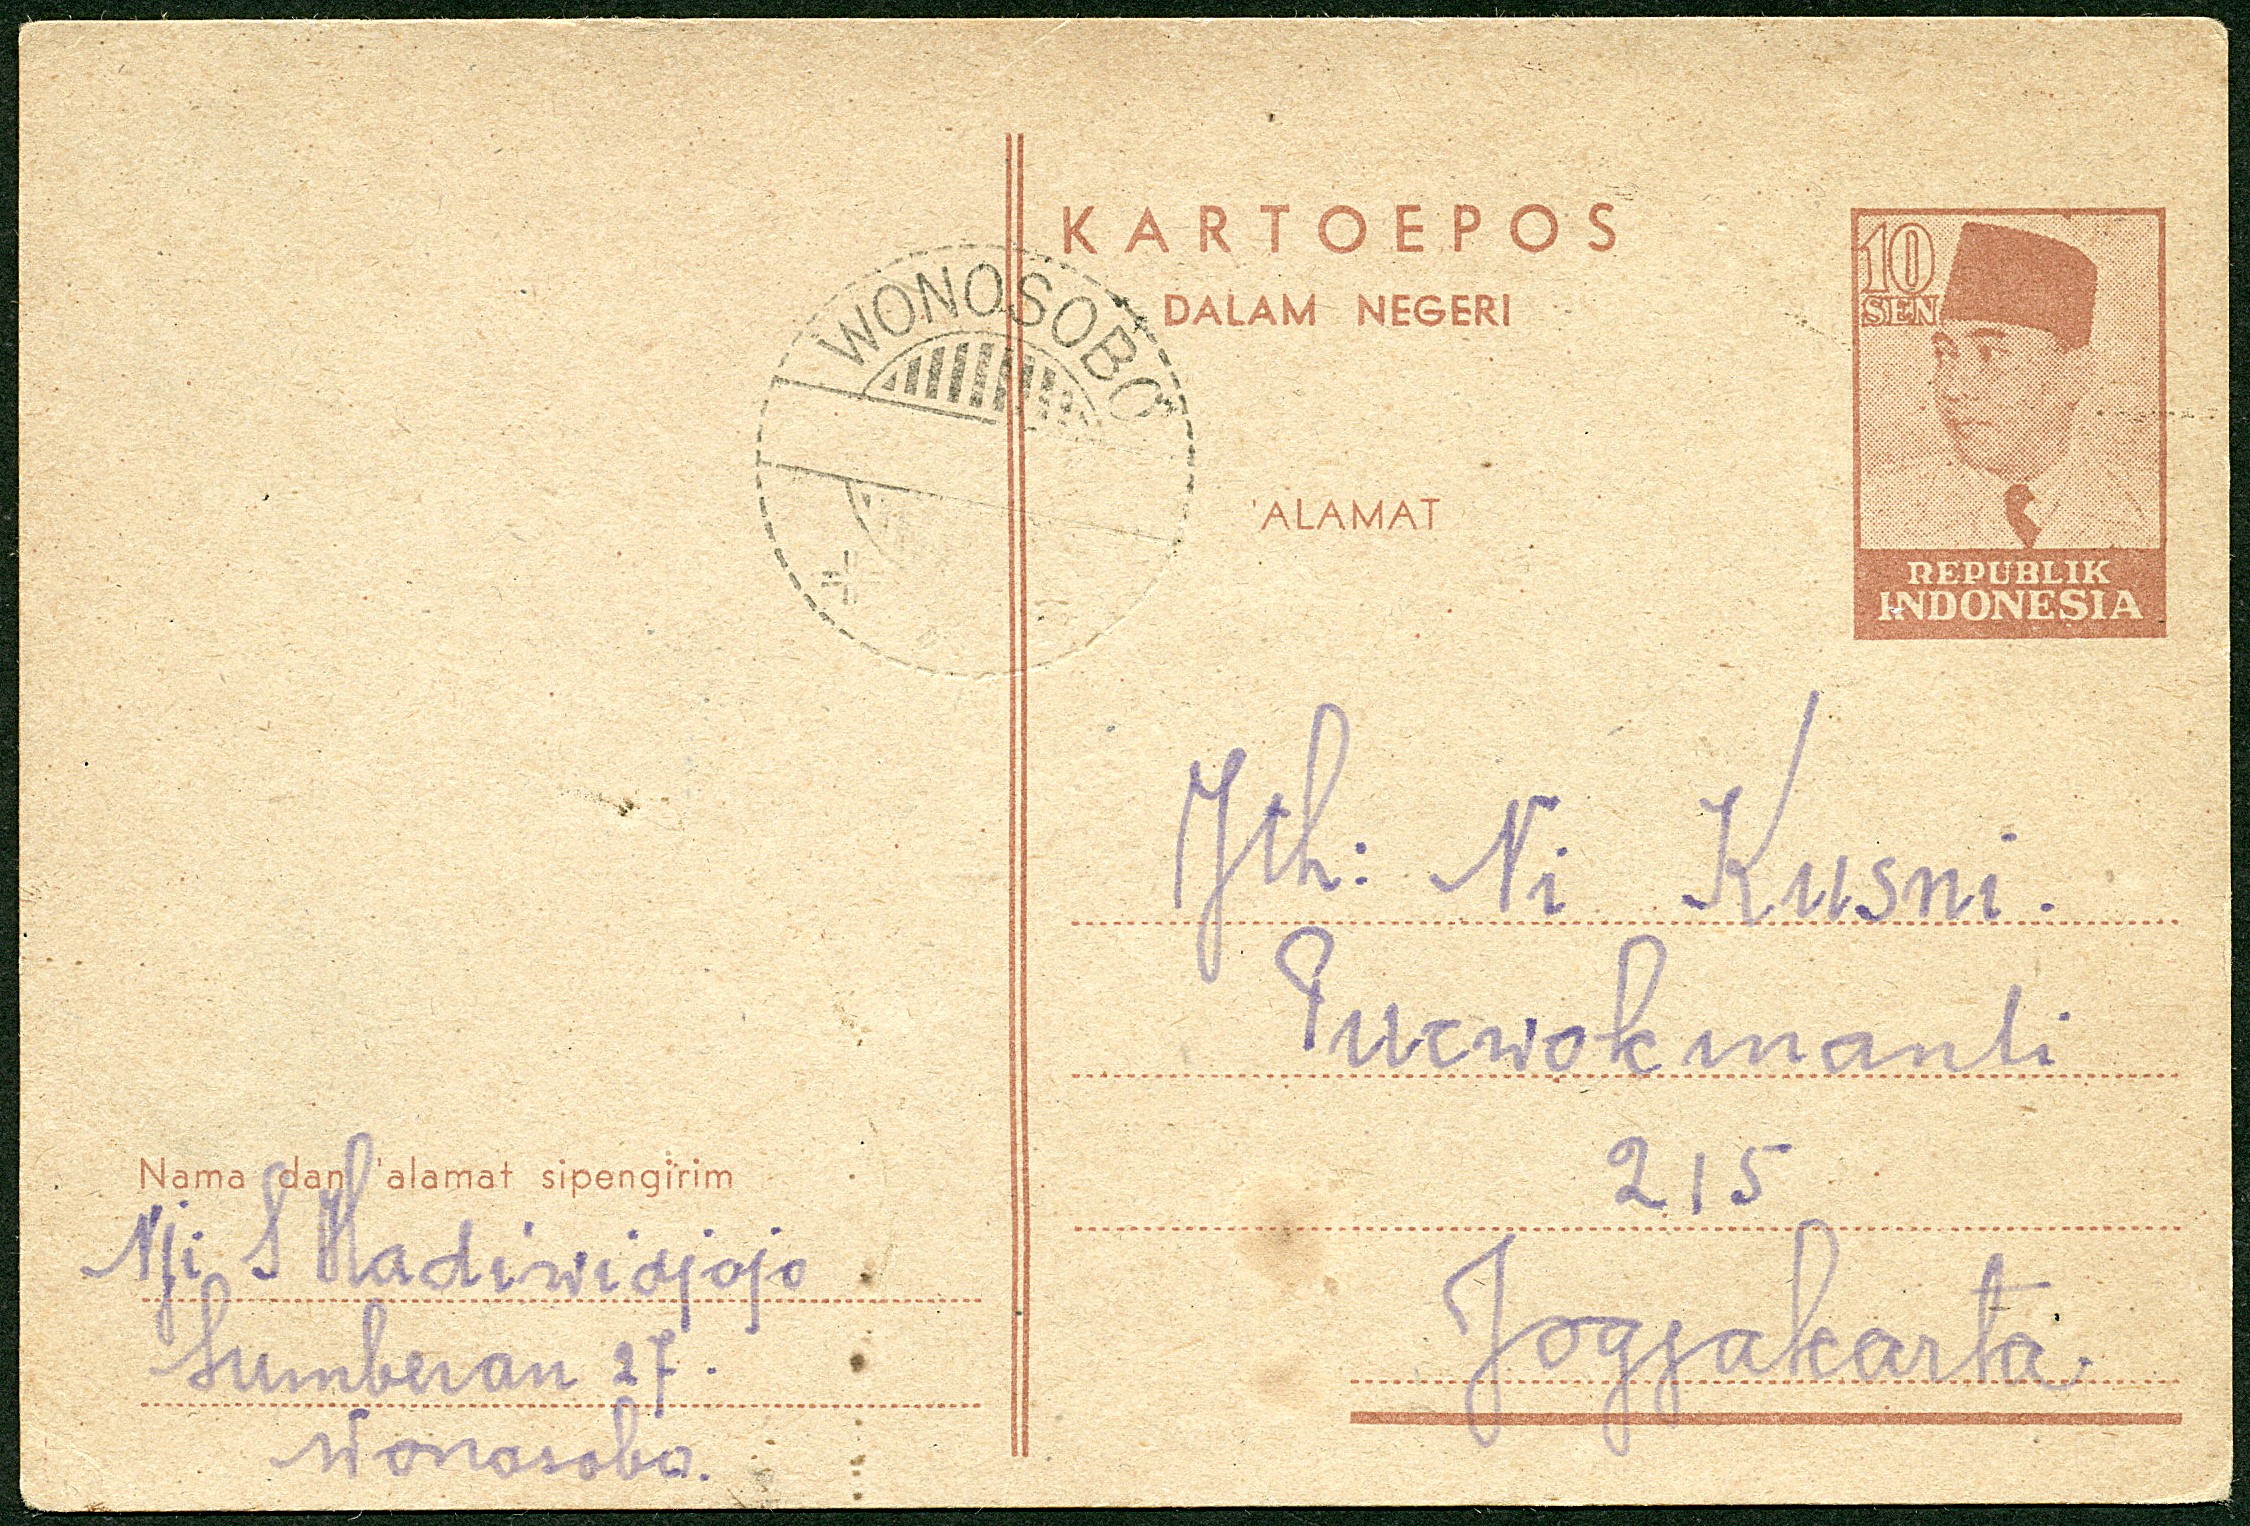 KARTOEPOS
DALAM NEGERI
10
SEN
REPUBLIK
INDONESIA
WONOSOBO
'ALAMAT
Jth: Ni Kusni.
Purwokinanti
215
Jogjakarta.
Nama dan 'alamat sipengirim
Nji S Hadiwidjojo
Sumberan 27.
Wonosobo.